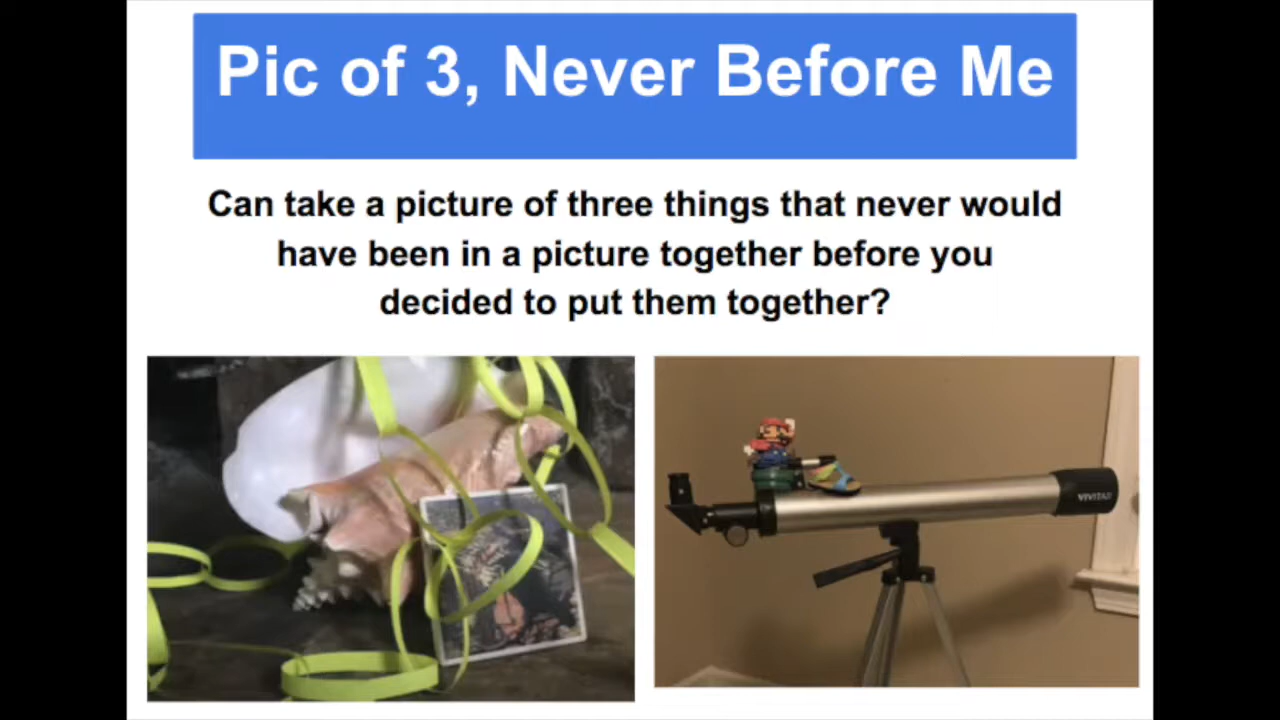 Pic of 3, Never Before Me
Can take a picture of three things that never would
have been in a picture together before you
decided to put them together?
VIVITAR